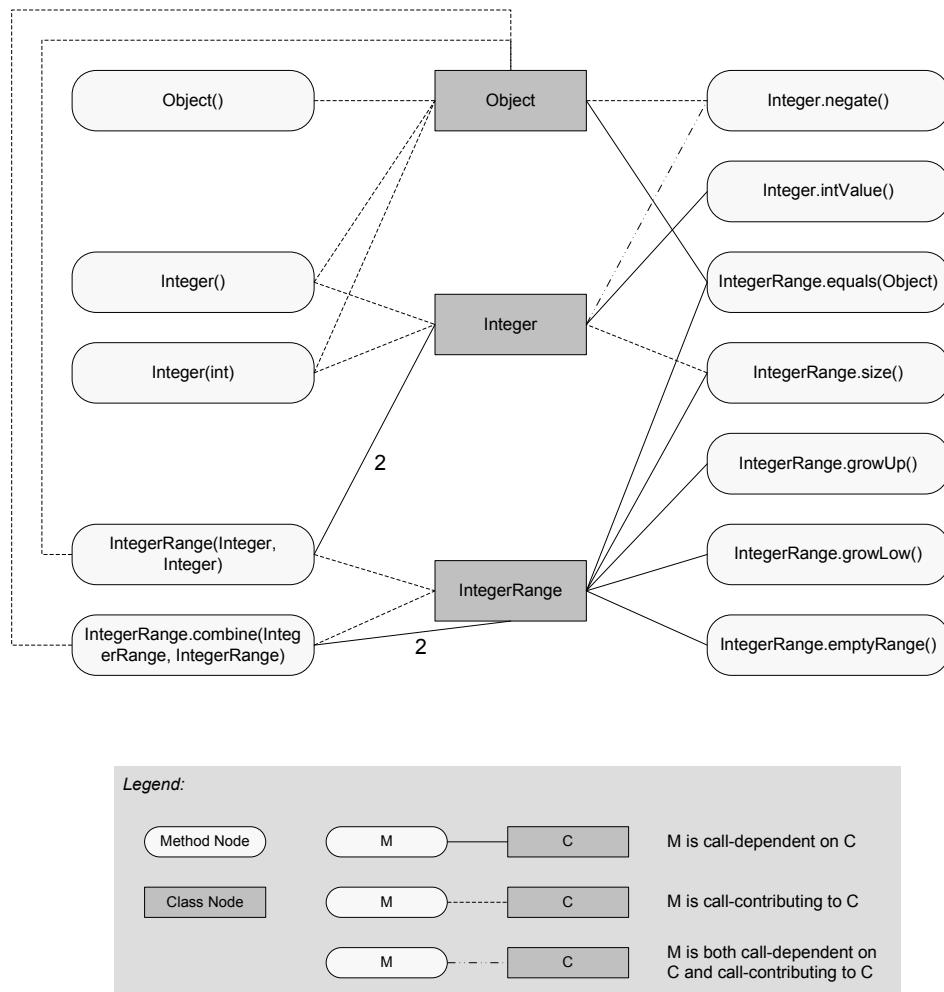 Object()
Object
Integer.negate()
Integer.intValue()
Integer()
IntegerRange.equals(Object)
Integer
Integer(int)
IntegerRange.size()
2
IntegerRange.growUp()
IntegerRange(Integer,
Integer)
IntegerRange.growLow()
IntegerRange
IntegerRange.combine(Integ
erRange, IntegerRange)
2
IntegerRange.emptyRange()
Legend:
Method Node
M
C
M is call-dependent on C
Class Node
M
C
M is call-contributing to C
M
C
M is both call-dependent on
C and call-contributing to C